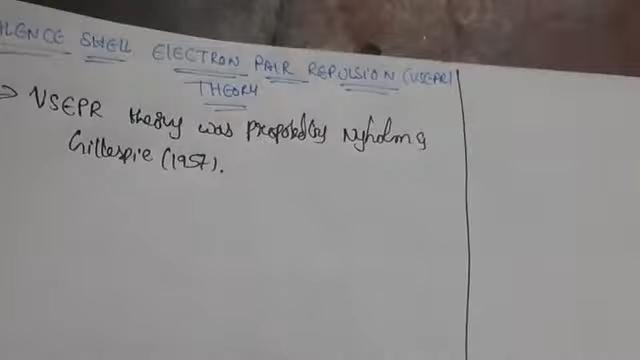 ALENCE SHELL ELECTRON PAIR REPULSION (VSEPR)
THEORY
→ VSEPR theory was proposed by Nyholm &
Gillespie (1957).